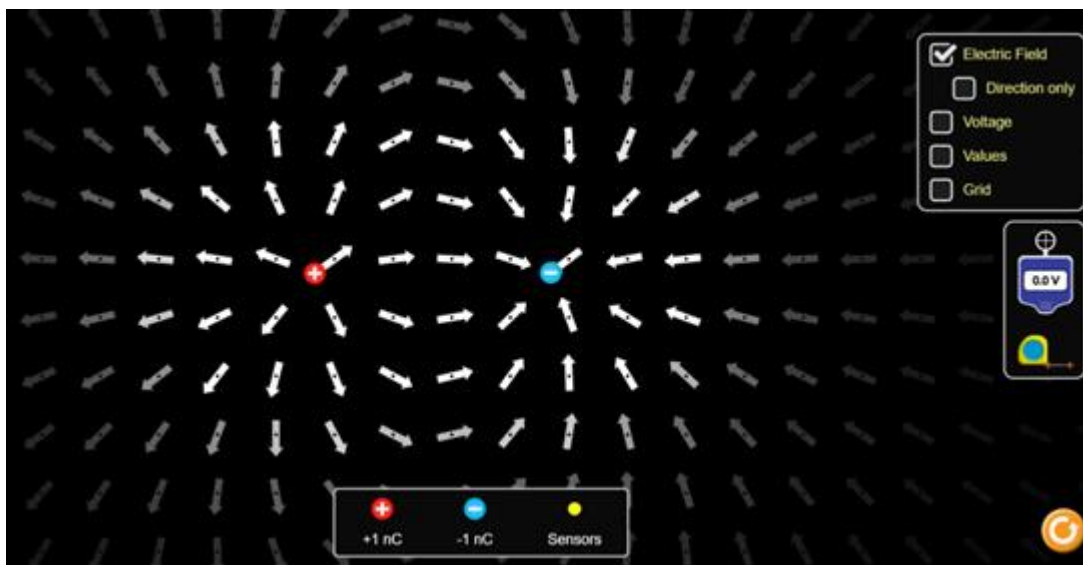 Electric Field
Direction only
Voltage
Values
Grid
0.0 V
+
−
+
−
+1 nC
-1 nC
Sensors